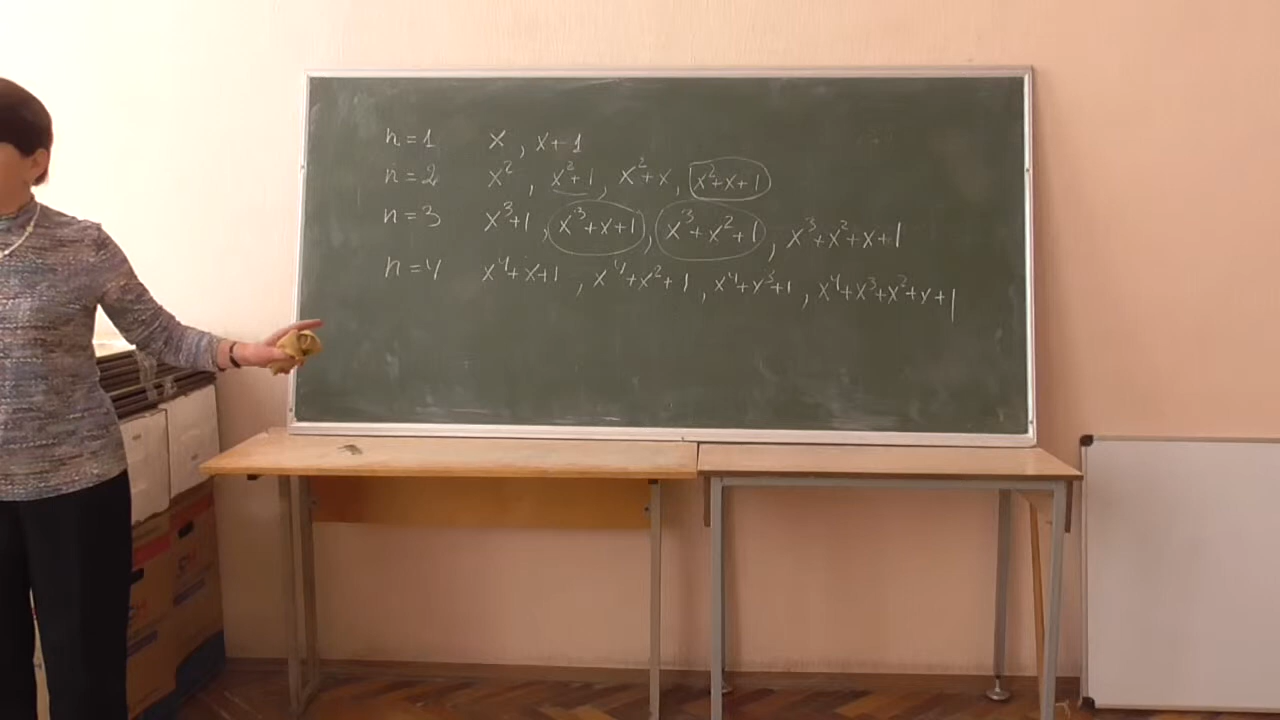 n=1 x, x+1
n=2 x², x²+1, x²+x, x²+x+1
n=3 x³+1, x³+x+1, x³+x²+1, x³+x²+x+1
n=4 x⁴+x+1, x⁴+x²+1, x⁴+x³+1, x⁴+x³+x²+x+1